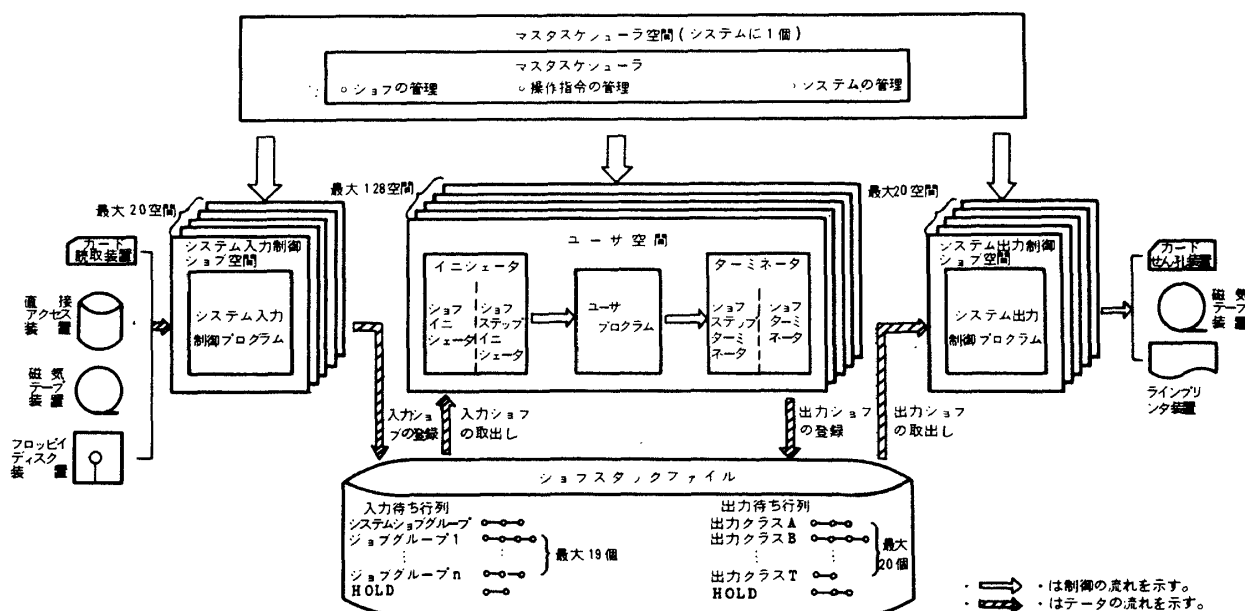 マスタスケジューラ空間(システムに1個)
マスタスケジューラ
○ジョブの管理
○操作指令の管理
システムの管理
最大20空間
最大128空間
最大20空間
カード
読取装置
直接
アクセス
装置
磁気
テープ
装置
フロッピィ
ディスク
装置
システム入力制御
ジョブ空間
システム入力
制御プログラム
ユーザ空間
イニシェータ
ジョブ
イニ
シェータ
ジョブ
ステップ
イニ
シェータ
ユーザ
プログラム
ターミネータ
ジョブ
ステップ
ターミ
ネータ
ジョブ
ターミ
ネータ
システム出力制御
ジョブ空間
システム出力
制御プログラム
カード
せん孔装置
磁気
テープ
装置
ラインプリ
ンタ装置
入力ジョ
ブの登録
入力ジョブ
の取出し
出力ジョブ
の登録
出力ジョブ
の取出し
ジョブスタックファイル
入力待ち行列
システムジョブグループ
ジョブグループ1
ジョブグループn
HOLD
最大19個
出力待ち行列
出力クラスA
出力クラスB
出力クラスT
HOLD
最大
20個
・は制御の流れを示す。
・はデータの流れを示す。